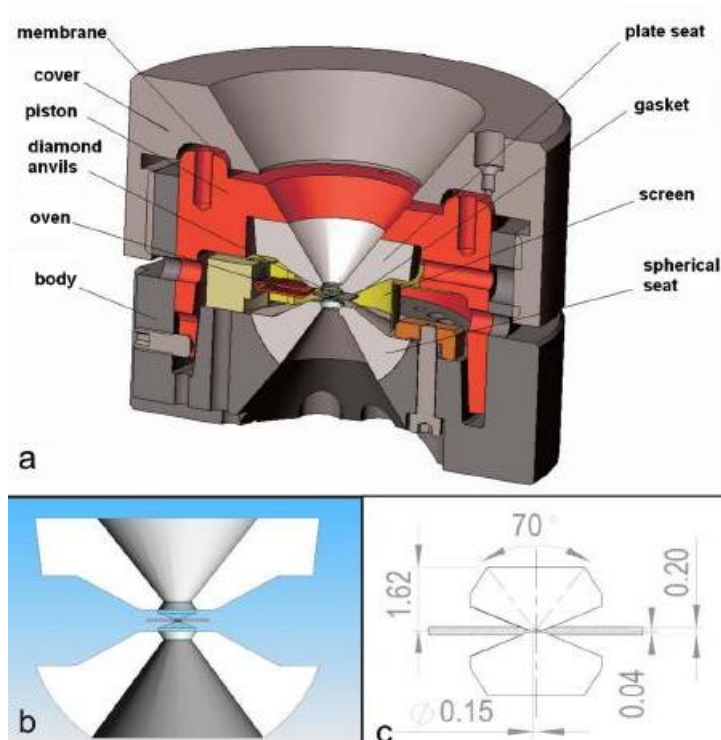 membrane
cover
piston
diamond
anvils
oven
body
plate seat
gasket
screen
spherical
seat
a
b
70°
1.62
0.20
0.04
Ø 0.15
c